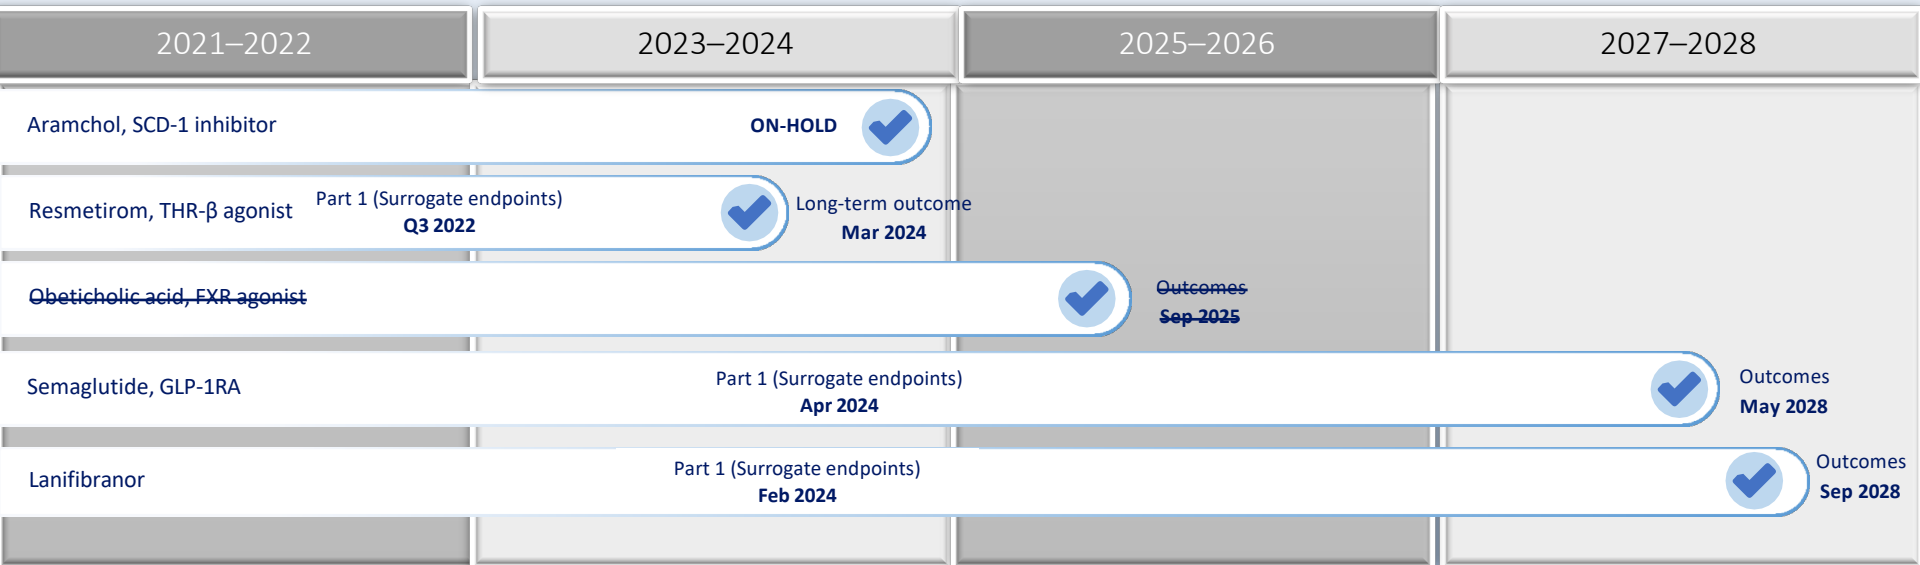 2021–2022
2023–2024
2025–2026
2027–2028
Aramchol, SCD-1 inhibitor
ON-HOLD
Resmetirom, THR-β agonist
Part 1 (Surrogate endpoints)
Q3 2022
Long-term outcome
Mar 2024
Obeticholic acid, FXR agonist
Outcomes
Sep 2025
Semaglutide, GLP-1RA
Part 1 (Surrogate endpoints)
Apr 2024
Outcomes
May 2028
Lanifibranor
Part 1 (Surrogate endpoints)
Feb 2024
Outcomes
Sep 2028